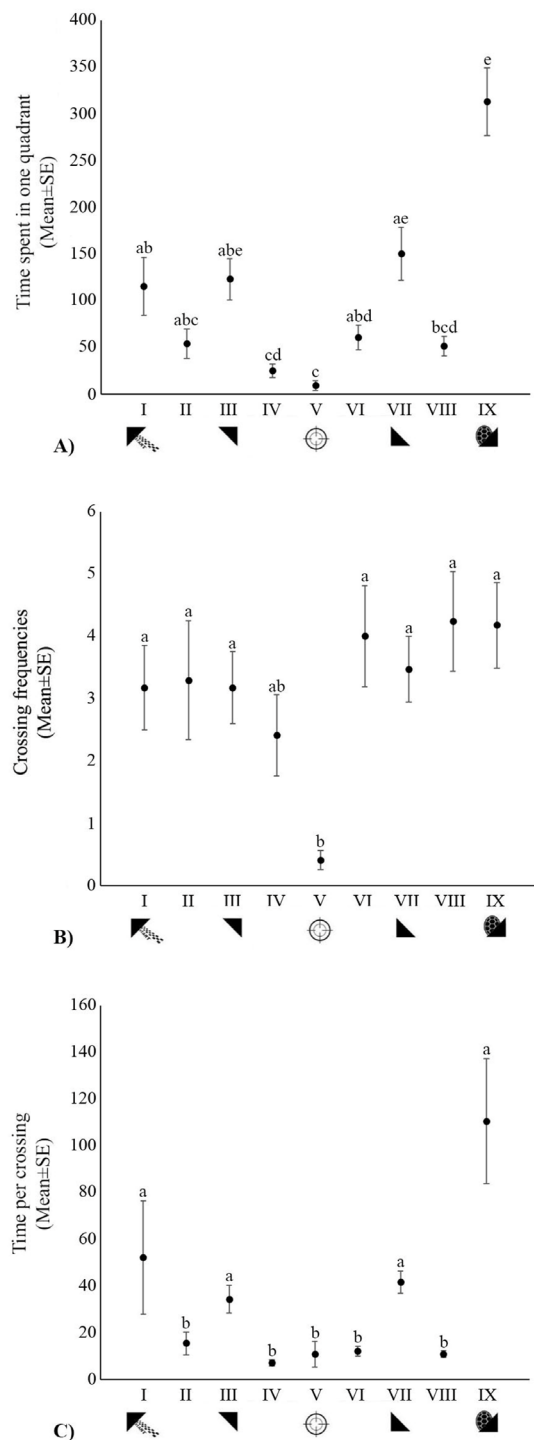 400
350
300
250
200
150
100
50
0
Time spent in one quadrant
(Mean±SE)
ab
abc
abe
cd
c
abd
ae
bcd
e
I II III IV V VI VII VIII IX
A)
6
5
4
3
2
1
0
Crossing frequencies
(Mean±SE)
a
a
a
ab
b
a
a
a
a
I II III IV V VI VII VIII IX
B)
160
140
120
100
80
60
40
20
0
Time per crossing
(Mean±SE)
a
b
a
b
b
b
a
b
a
I II III IV V VI VII VIII IX
C)